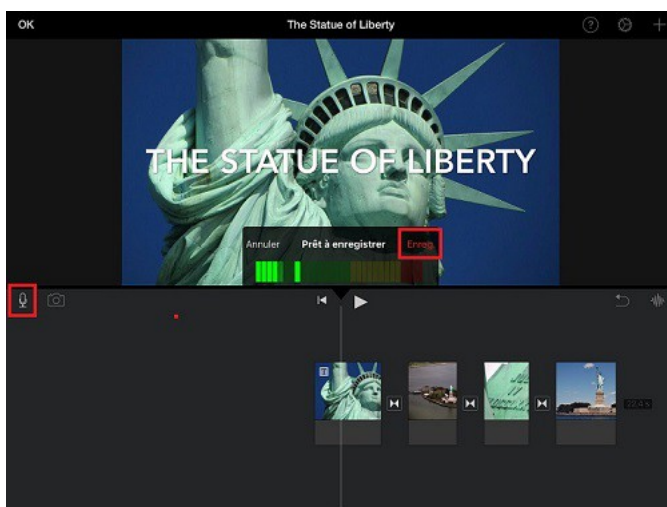 OK The Statue of Liberty
THE STATUE OF LIBERTY
Annuler Prêt à enregistrer Enreg.
T